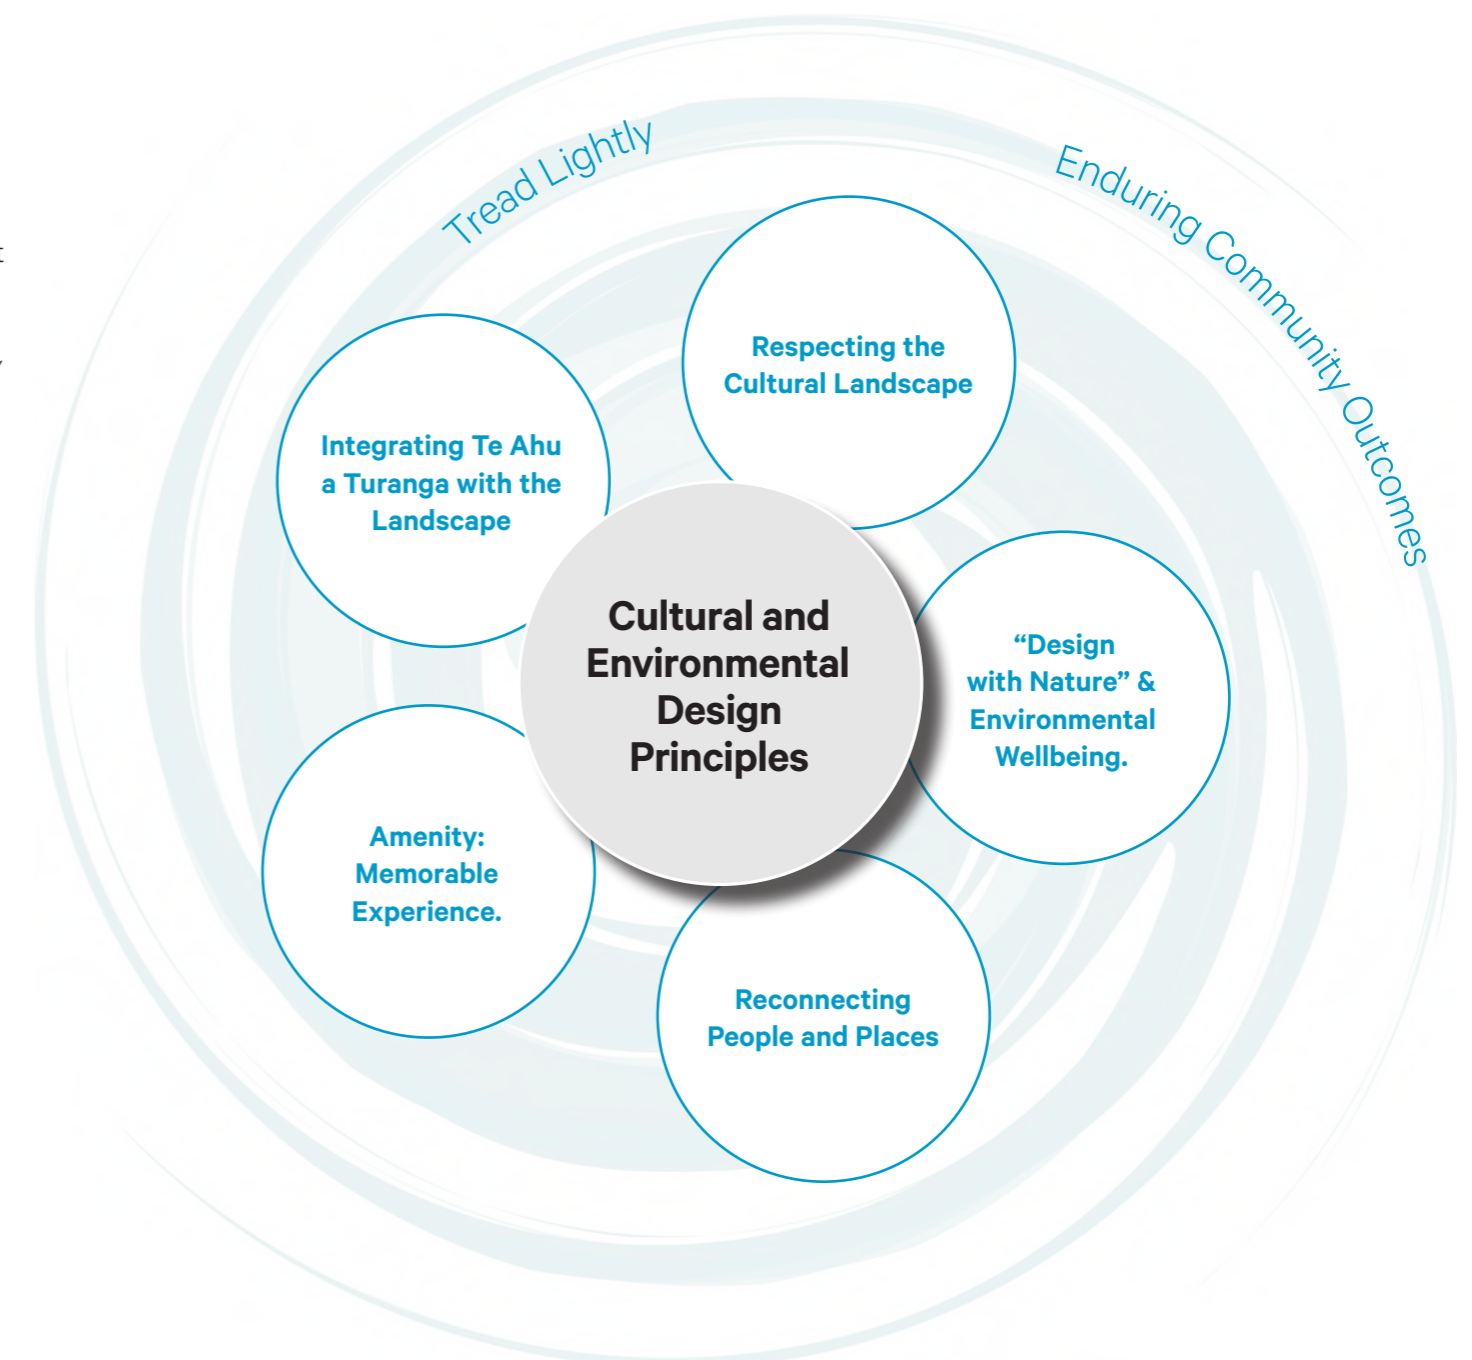 Tread Lightly
Enduring Community Outcomes
Respecting the
Cultural Landscape
Integrating Te Ahu
a Turanga with the
Landscape
Cultural and
Environmental
Design
Principles
“Design
with Nature” &
Environmental
Wellbeing.
Amenity:
Memorable
Experience.
Reconnecting
People and Places